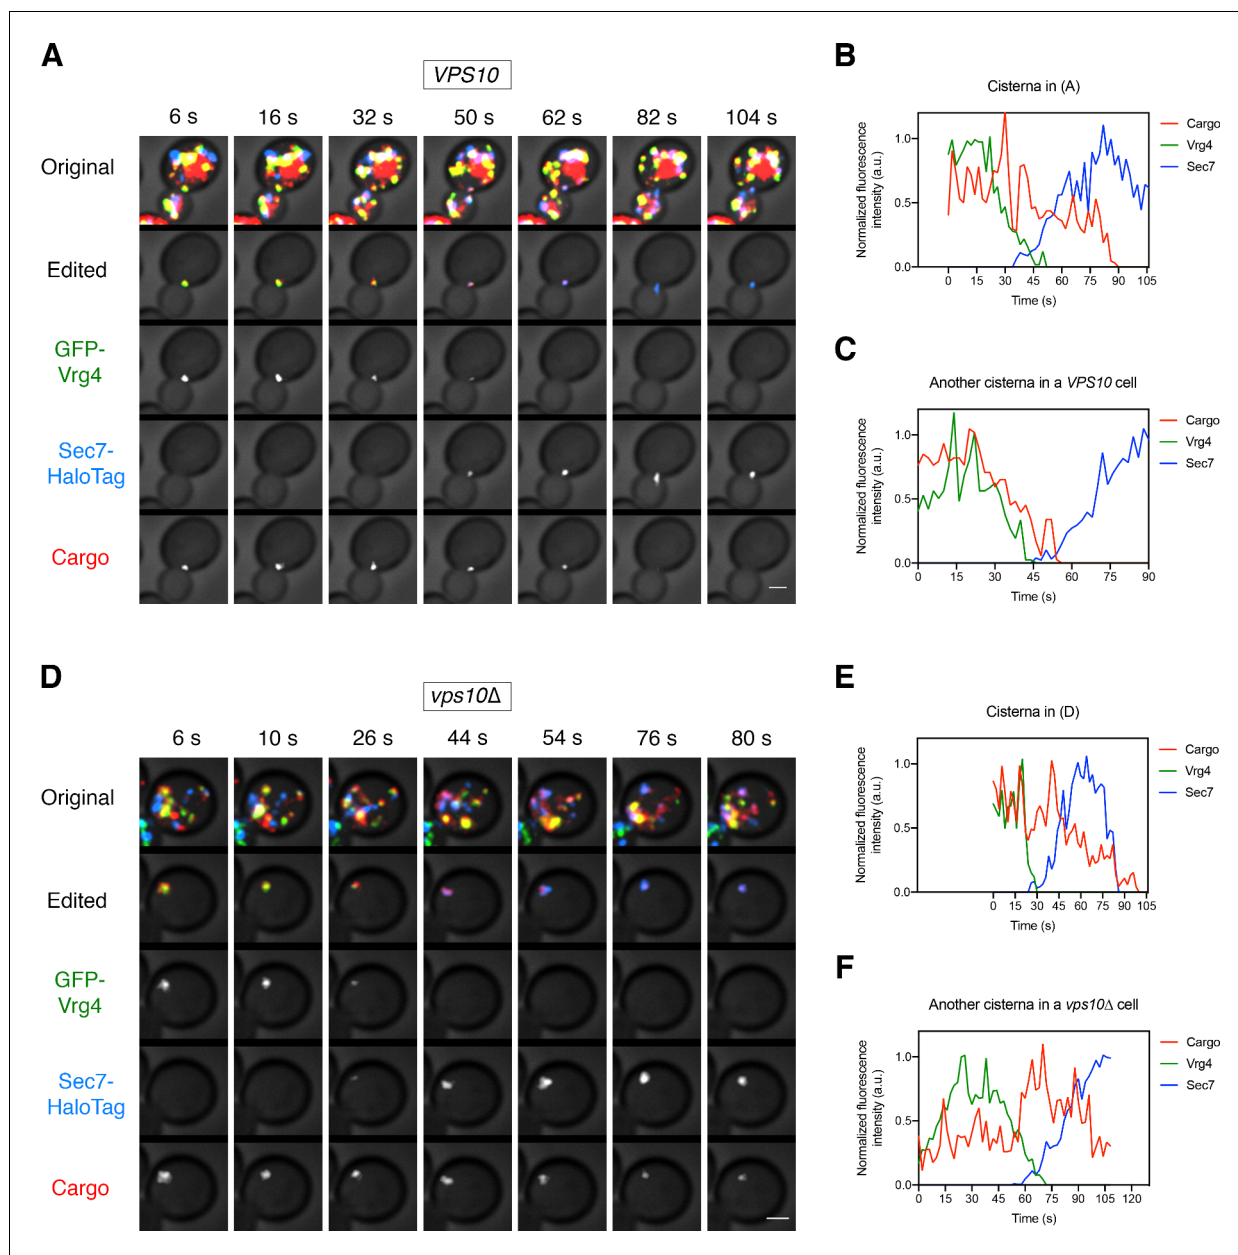 A
VPS10
6 s 16 s 32 s 50 s 62 s 82 s 104 s
Original
Edited
GFP-
Vrg4
Sec7-
HaloTag
Cargo
B
Cisterna in (A)
Normalized fluorescence
intensity (a.u.)
1.0
0.5
0.0
0 15 30 45 60 75 90 105
Time (s)
Cargo
Vrg4
Sec7
C
Another cisterna in a VPS10 cell
Normalized fluorescence
intensity (a.u.)
1.0
0.5
0.0
0 15 30 45 60 75 90
Time (s)
Cargo
Vrg4
Sec7
D
vps10Δ
6 s 10 s 26 s 44 s 54 s 76 s 80 s
Original
Edited
GFP-
Vrg4
Sec7-
HaloTag
Cargo
E
Cisterna in (D)
Normalized fluorescence
intensity (a.u.)
1.0
0.5
0.0
0 15 30 45 60 75 90 105
Time (s)
Cargo
Vrg4
Sec7
F
Another cisterna in a vps10Δ cell
Normalized fluorescence
intensity (a.u.)
1.0
0.5
0.0
0 15 30 45 60 75 90 105 120
Time (s)
Cargo
Vrg4
Sec7